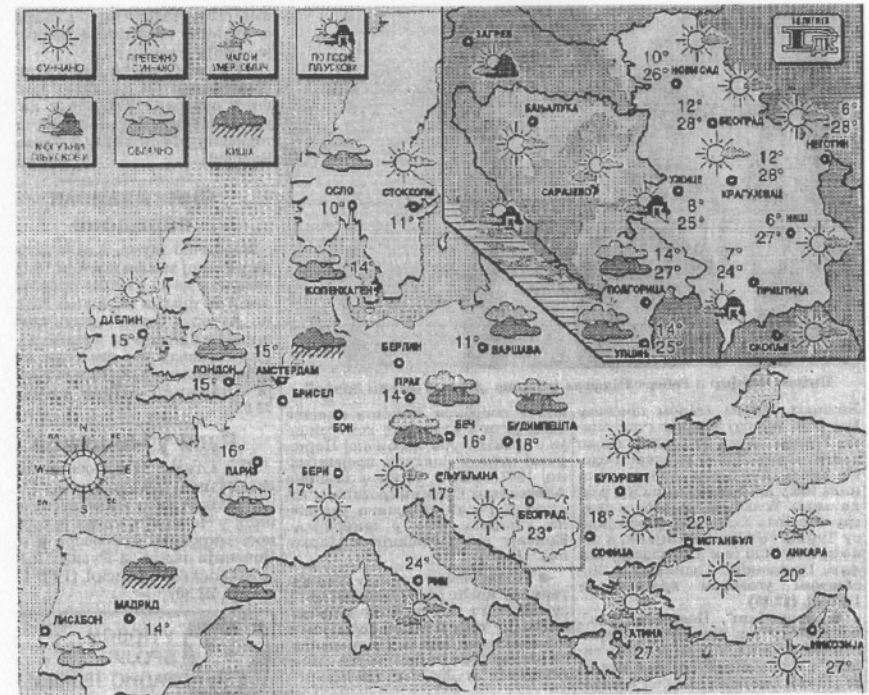 СУНЧАНО
ПРЕТЕЖНО
СУНЧАНО
МАЛО И
УМЕР. ОБЛАЧ.
ПО ГОДНЕ
ПЉУСКОВИ
МОГУЋНИ
ПЉУСКОВИ
ОБЛАЧНО
КИША
ЗАГРЕБ
10°
26° НОВИ САД
БАЊАЛУКА
12°
28° БЕОГРАД
6°
28°
НЕГОТИН
12°
28°
КРАГУЈЕВАЦ
САРАЈЕВО
УЖИЦЕ
8°
25°
6° НИШ
27°
14°
27°
ПОДГОРИЦА
7°
24°
ПРИШТИНА
14°
25°
УЛЦИЊ
СКОПЉЕ
ОСЛО
10°
СТОКХОЛМ
11°
14°
КОПЕНХАГЕН
ДАБЛИН
15°
ЛОНДОН
15°
15°
АМСТЕРДАМ
БРИСЕЛ
БЕРЛИН
11°
ВАРШАВА
ПРАГ
14°
БОН
БЕЧ
16°
БУДИМПЕШТА
18°
16°
ПАРИЗ
БЕРН
17°
ЉУБЉАНА
17°
БУКУРЕШТ
БЕОГРАД
23°
18°
СОФИЈА
22°
ИСТАНБУЛ
АНКАРА
20°
24°
РИМ
МАДРИД
14°
ЛИСАБОН
АТИНА
27
НИКОЗИЈА
27°
N
W
E
S